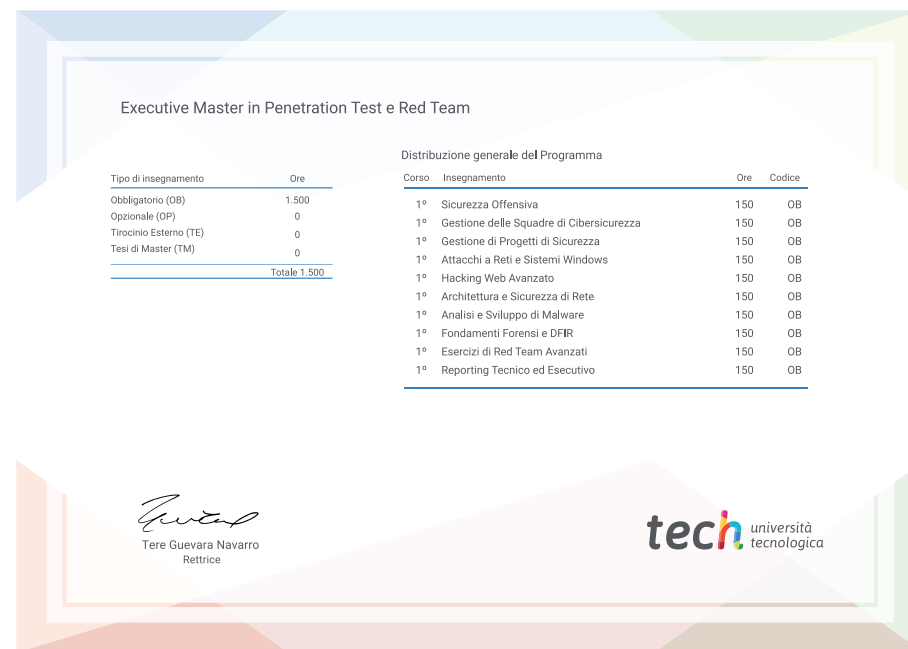 Executive Master in Penetration Test e Red Team
Tipo di insegnamento Ore
Obbligatorio (OB) 1.500
Opzionale (OP) 0
Tirocinio Esterno (TE) 0
Tesi di Master (TM) 0
Totale 1.500
Distribuzione generale del Programma
Corso Insegnamento Ore Codice
1º Sicurezza Offensiva 150 OB
1º Gestione delle Squadre di Cibersicurezza 150 OB
1º Gestione di Progetti di Sicurezza 150 OB
1º Attacchi a Reti e Sistemi Windows 150 OB
1º Hacking Web Avanzato 150 OB
1º Architettura e Sicurezza di Rete 150 OB
1º Analisi e Sviluppo di Malware 150 OB
1º Fondamenti Forensi e DFIR 150 OB
1º Esercizi di Red Team Avanzati 150 OB
1º Reporting Tecnico ed Esecutivo 150 OB
Tere Guevara Navarro
Rettrice
tech università
tecnologica